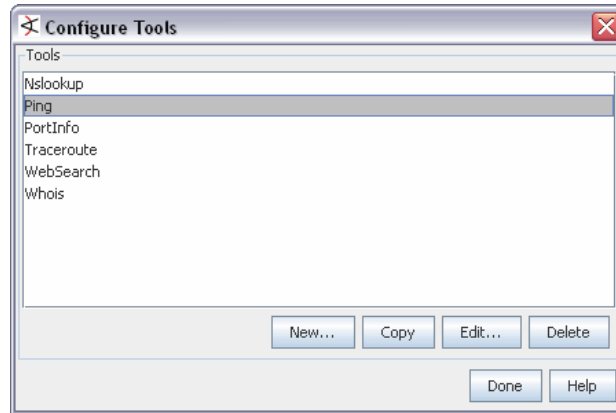 Configure Tools
Tools
Nslookup
Ping
PortInfo
Traceroute
WebSearch
Whois
New... Copy Edit... Delete
Done Help